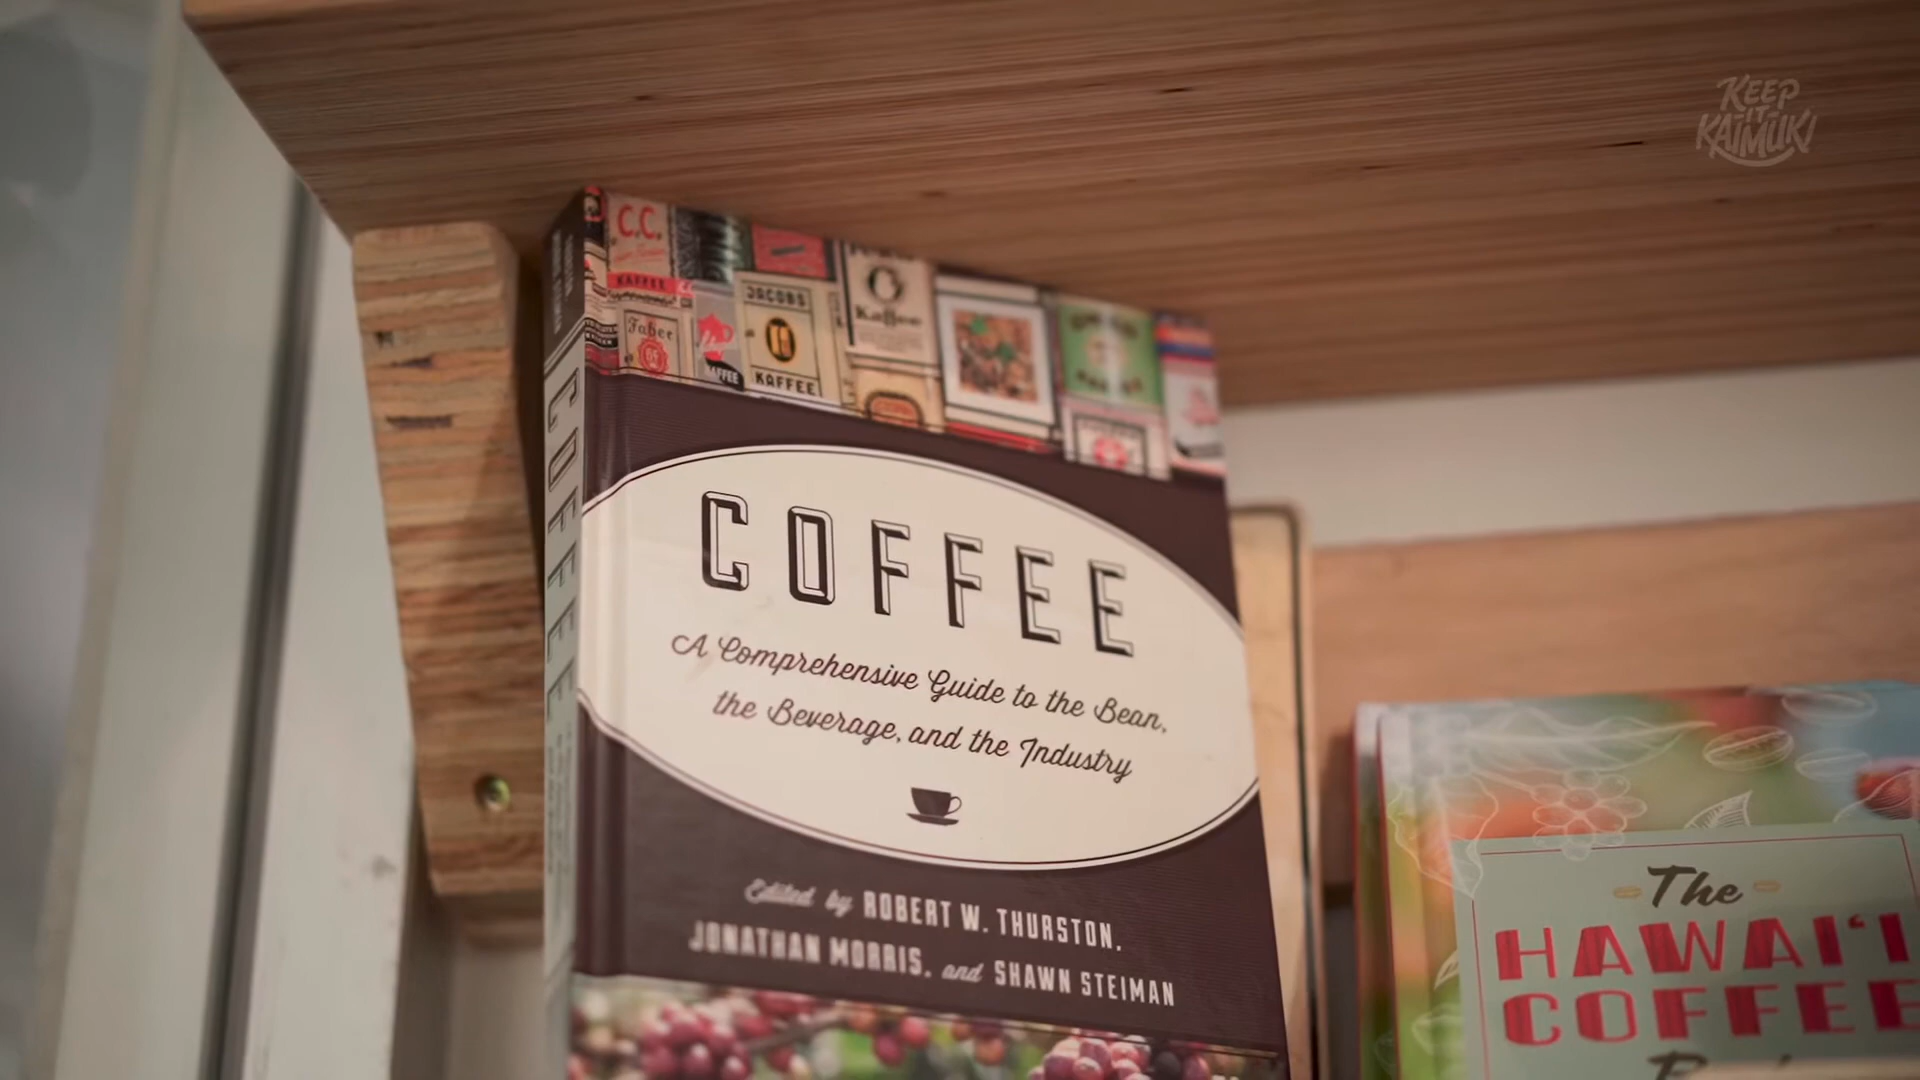 KEEP
IT
KAIMUKI
C.C.
KAFFEE
Faber
JACOBS
KAFFEE
Kaffee
COFFEE
COFFEE
A Comprehensive Guide to the Bean,
the Beverage, and the Industry
Edited by ROBERT W. THURSTON,
JONATHAN MORRIS, and SHAWN STEIMAN
The
HAWAI‘I
COFFEE